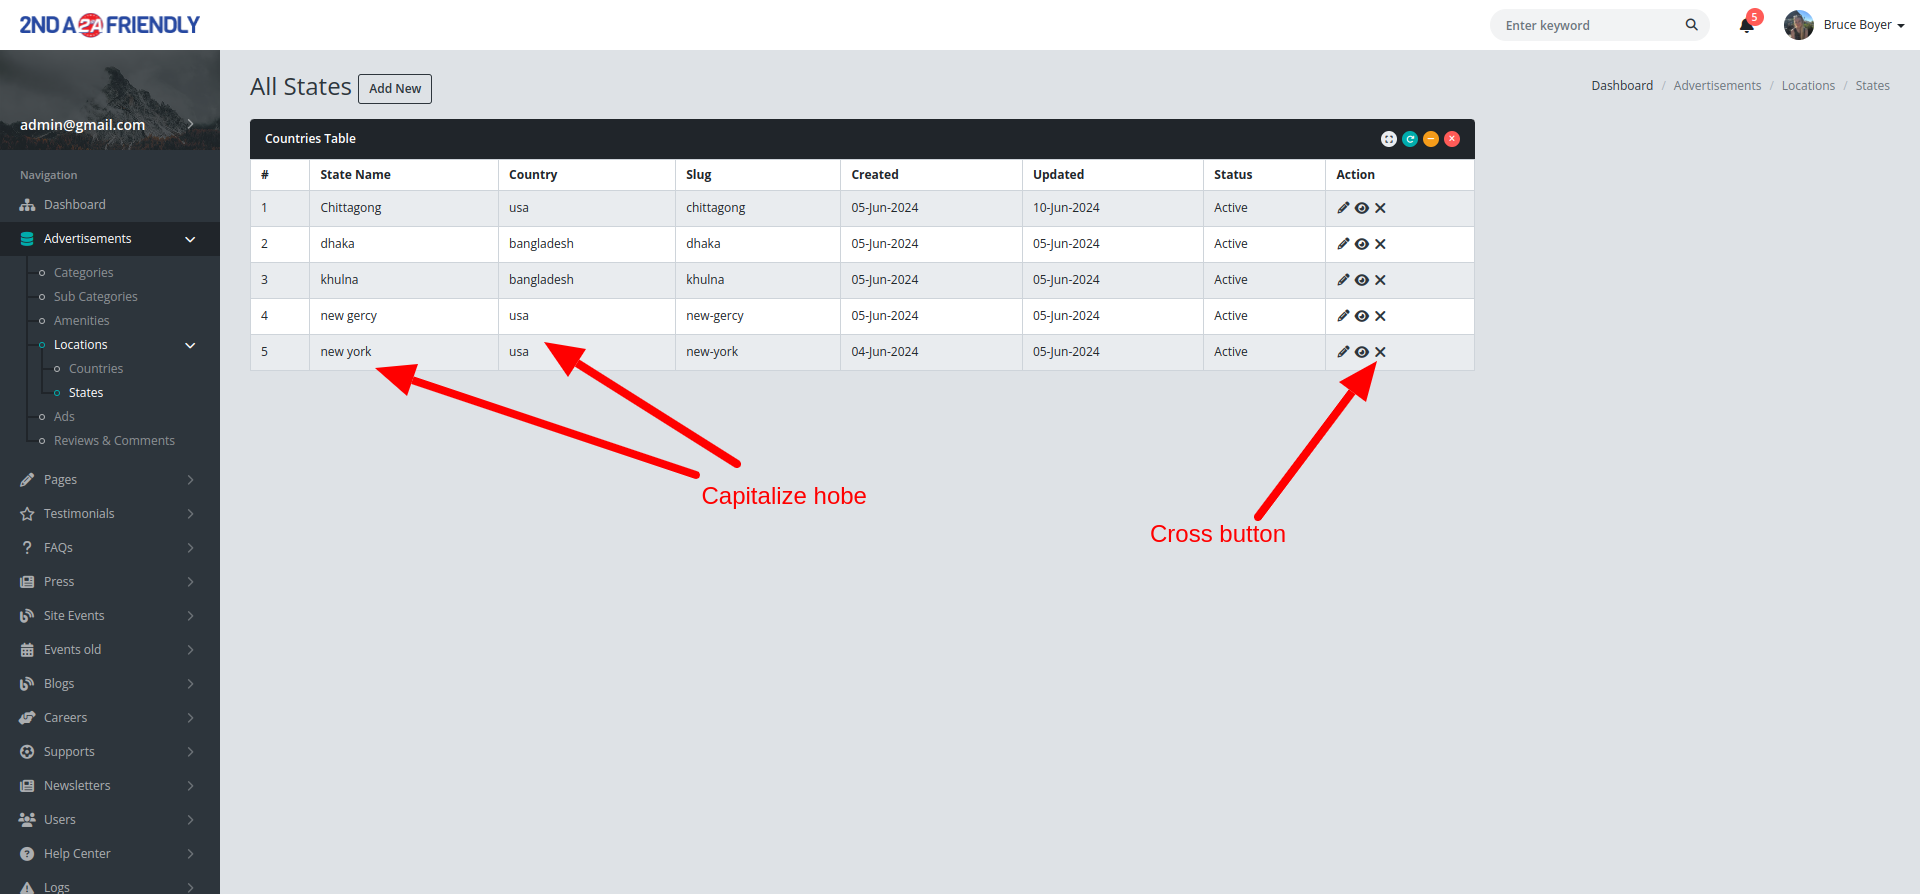 2ND A 2A FRIENDLY
Enter keyword
5
Bruce Boyer
admin@gmail.com
Navigation
Dashboard
Advertisements
Categories
Sub Categories
Amenities
Locations
Countries
States
Ads
Reviews & Comments
Pages
Testimonials
FAQs
Press
Site Events
Events old
Blogs
Careers
Supports
Newsletters
Users
Help Center
Logs
All States Add New
Dashboard / Advertisements / Locations / States
Countries Table
# State Name Country Slug Created Updated Status Action
1 Chittagong usa chittagong 05-Jun-2024 10-Jun-2024 Active
2 dhaka bangladesh dhaka 05-Jun-2024 05-Jun-2024 Active
3 khulna bangladesh khulna 05-Jun-2024 05-Jun-2024 Active
4 new gercy usa new-gercy 05-Jun-2024 05-Jun-2024 Active
5 new york usa new-york 04-Jun-2024 05-Jun-2024 Active
Capitalize hobe
Cross button